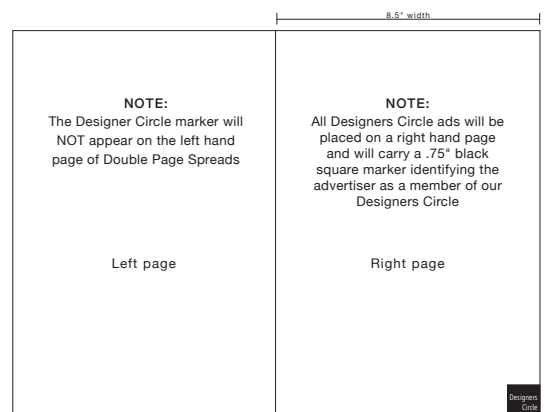 8.5" width
NOTE:
The Designer Circle marker will
NOT appear on the left hand
page of Double Page Spreads
Left page
NOTE:
All Designers Circle ads will be
placed on a right hand page
and will carry a .75" black
square marker identifying the
advertiser as a member of our
Designers Circle
Right page
Designers
Circle